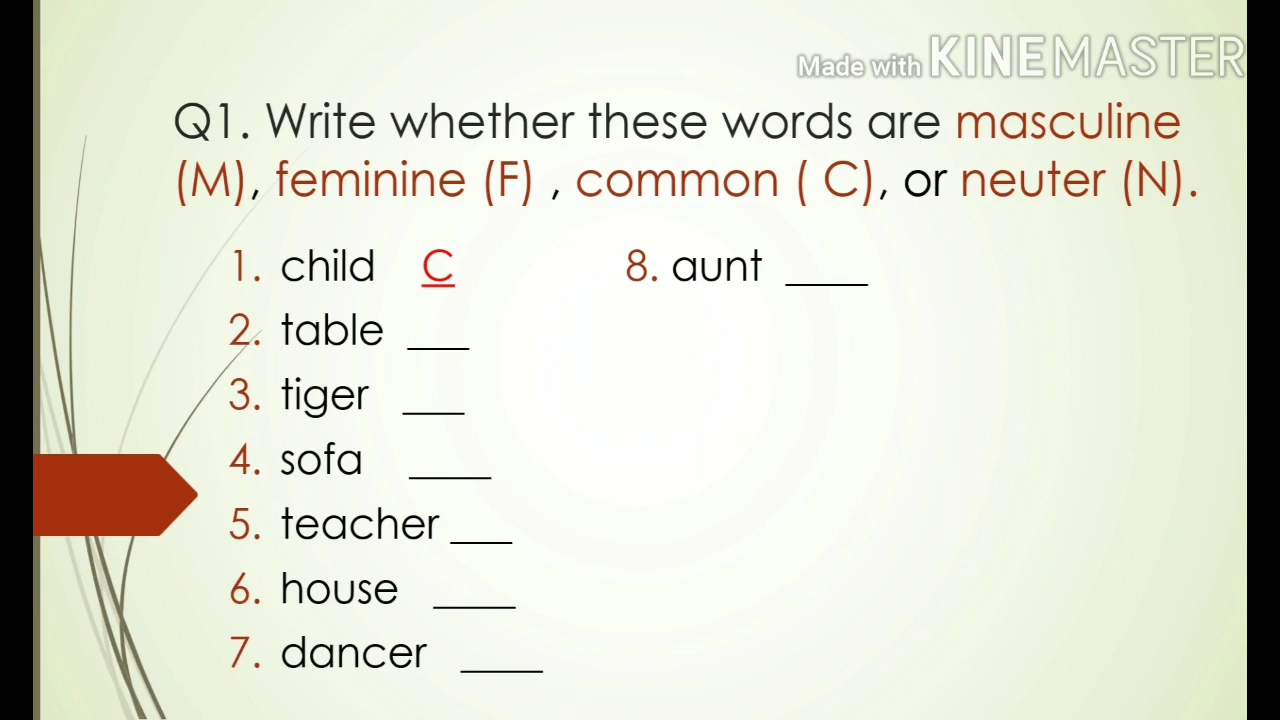 Made with KINEMASTER
Q1. Write whether these words are masculine
(M), feminine (F) , common ( C), or neuter (N).
1. child C
2. table ___
3. tiger ___
4. sofa ____
5. teacher ___
6. house ____
7. dancer ____
8. aunt ____